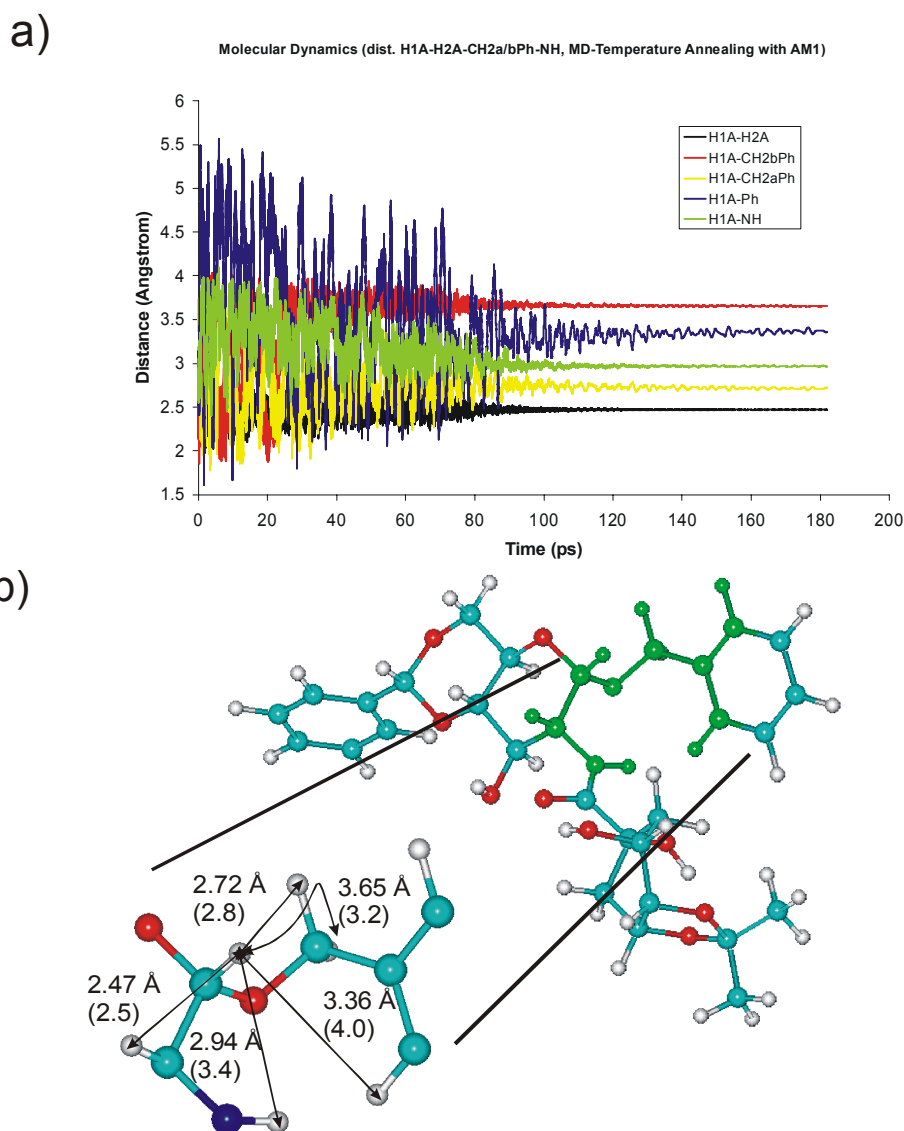 a)
Molecular Dynamics (dist. H1A-H2A-CH2a/bPh-NH, MD-Temperature Annealing with AM1)
6
5.5
5
4.5
4
3.5
3
2.5
2
1.5
Distance (Angstrom)
H1A-H2A
H1A-CH2bPh
H1A-CH2aPh
H1A-Ph
H1A-NH
0 20 40 60 80 100 120 140 160 180 200
Time (ps)
b)
2.72 Å
(2.8)
3.65 Å
(3.2)
2.47 Å
(2.5)
2.94 Å
(3.4)
3.36 Å
(4.0)